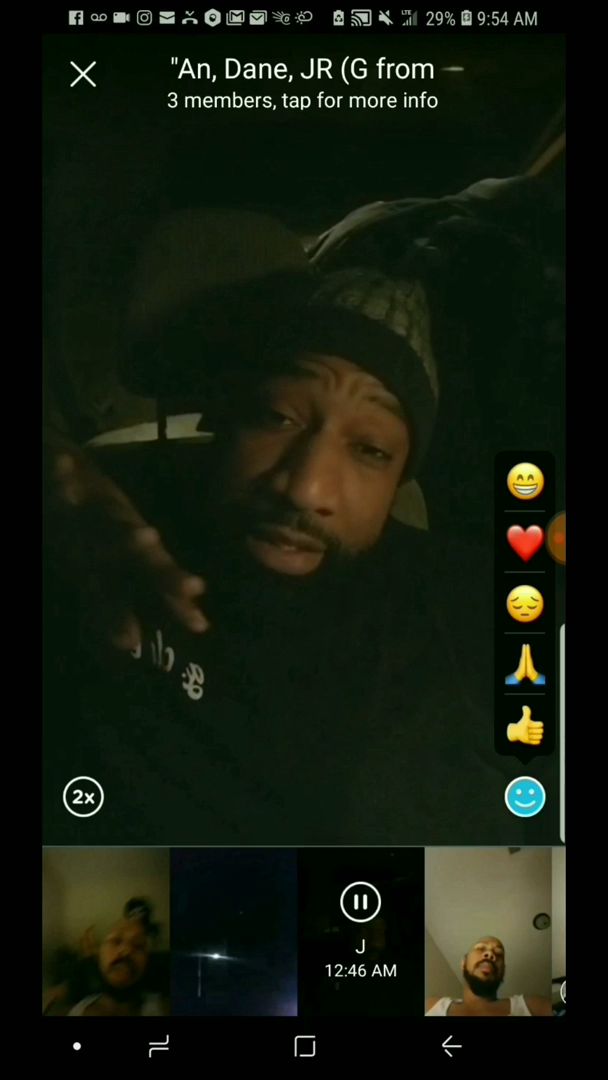 29% 9:54 AM
"An, Dane, JR (G from
3 members, tap for more info
2x
J
12:46 AM